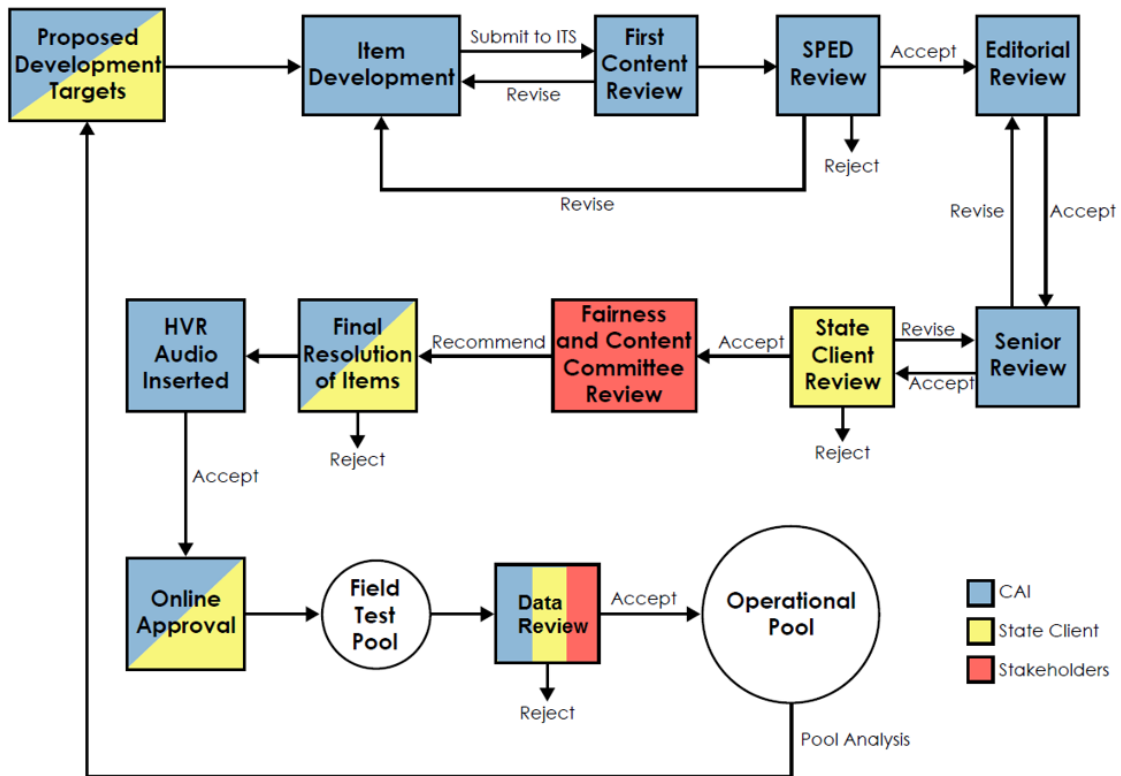 Proposed
Development
Targets
Item
Development
Submit to ITS
Revise
First
Content
Review
SPED
Review
Accept
Editorial
Review
Reject
Revise
Revise
Accept
HVR
Audio
Inserted
Final
Resolution
of Items
Recommend
Fairness
and Content
Committee
Review
Accept
State
Client
Review
Revise
Accept
Senior
Review
Reject
Reject
Accept
Online
Approval
Field
Test
Pool
Data
Review
Accept
Operational
Pool
CAI
State Client
Stakeholders
Reject
Pool Analysis